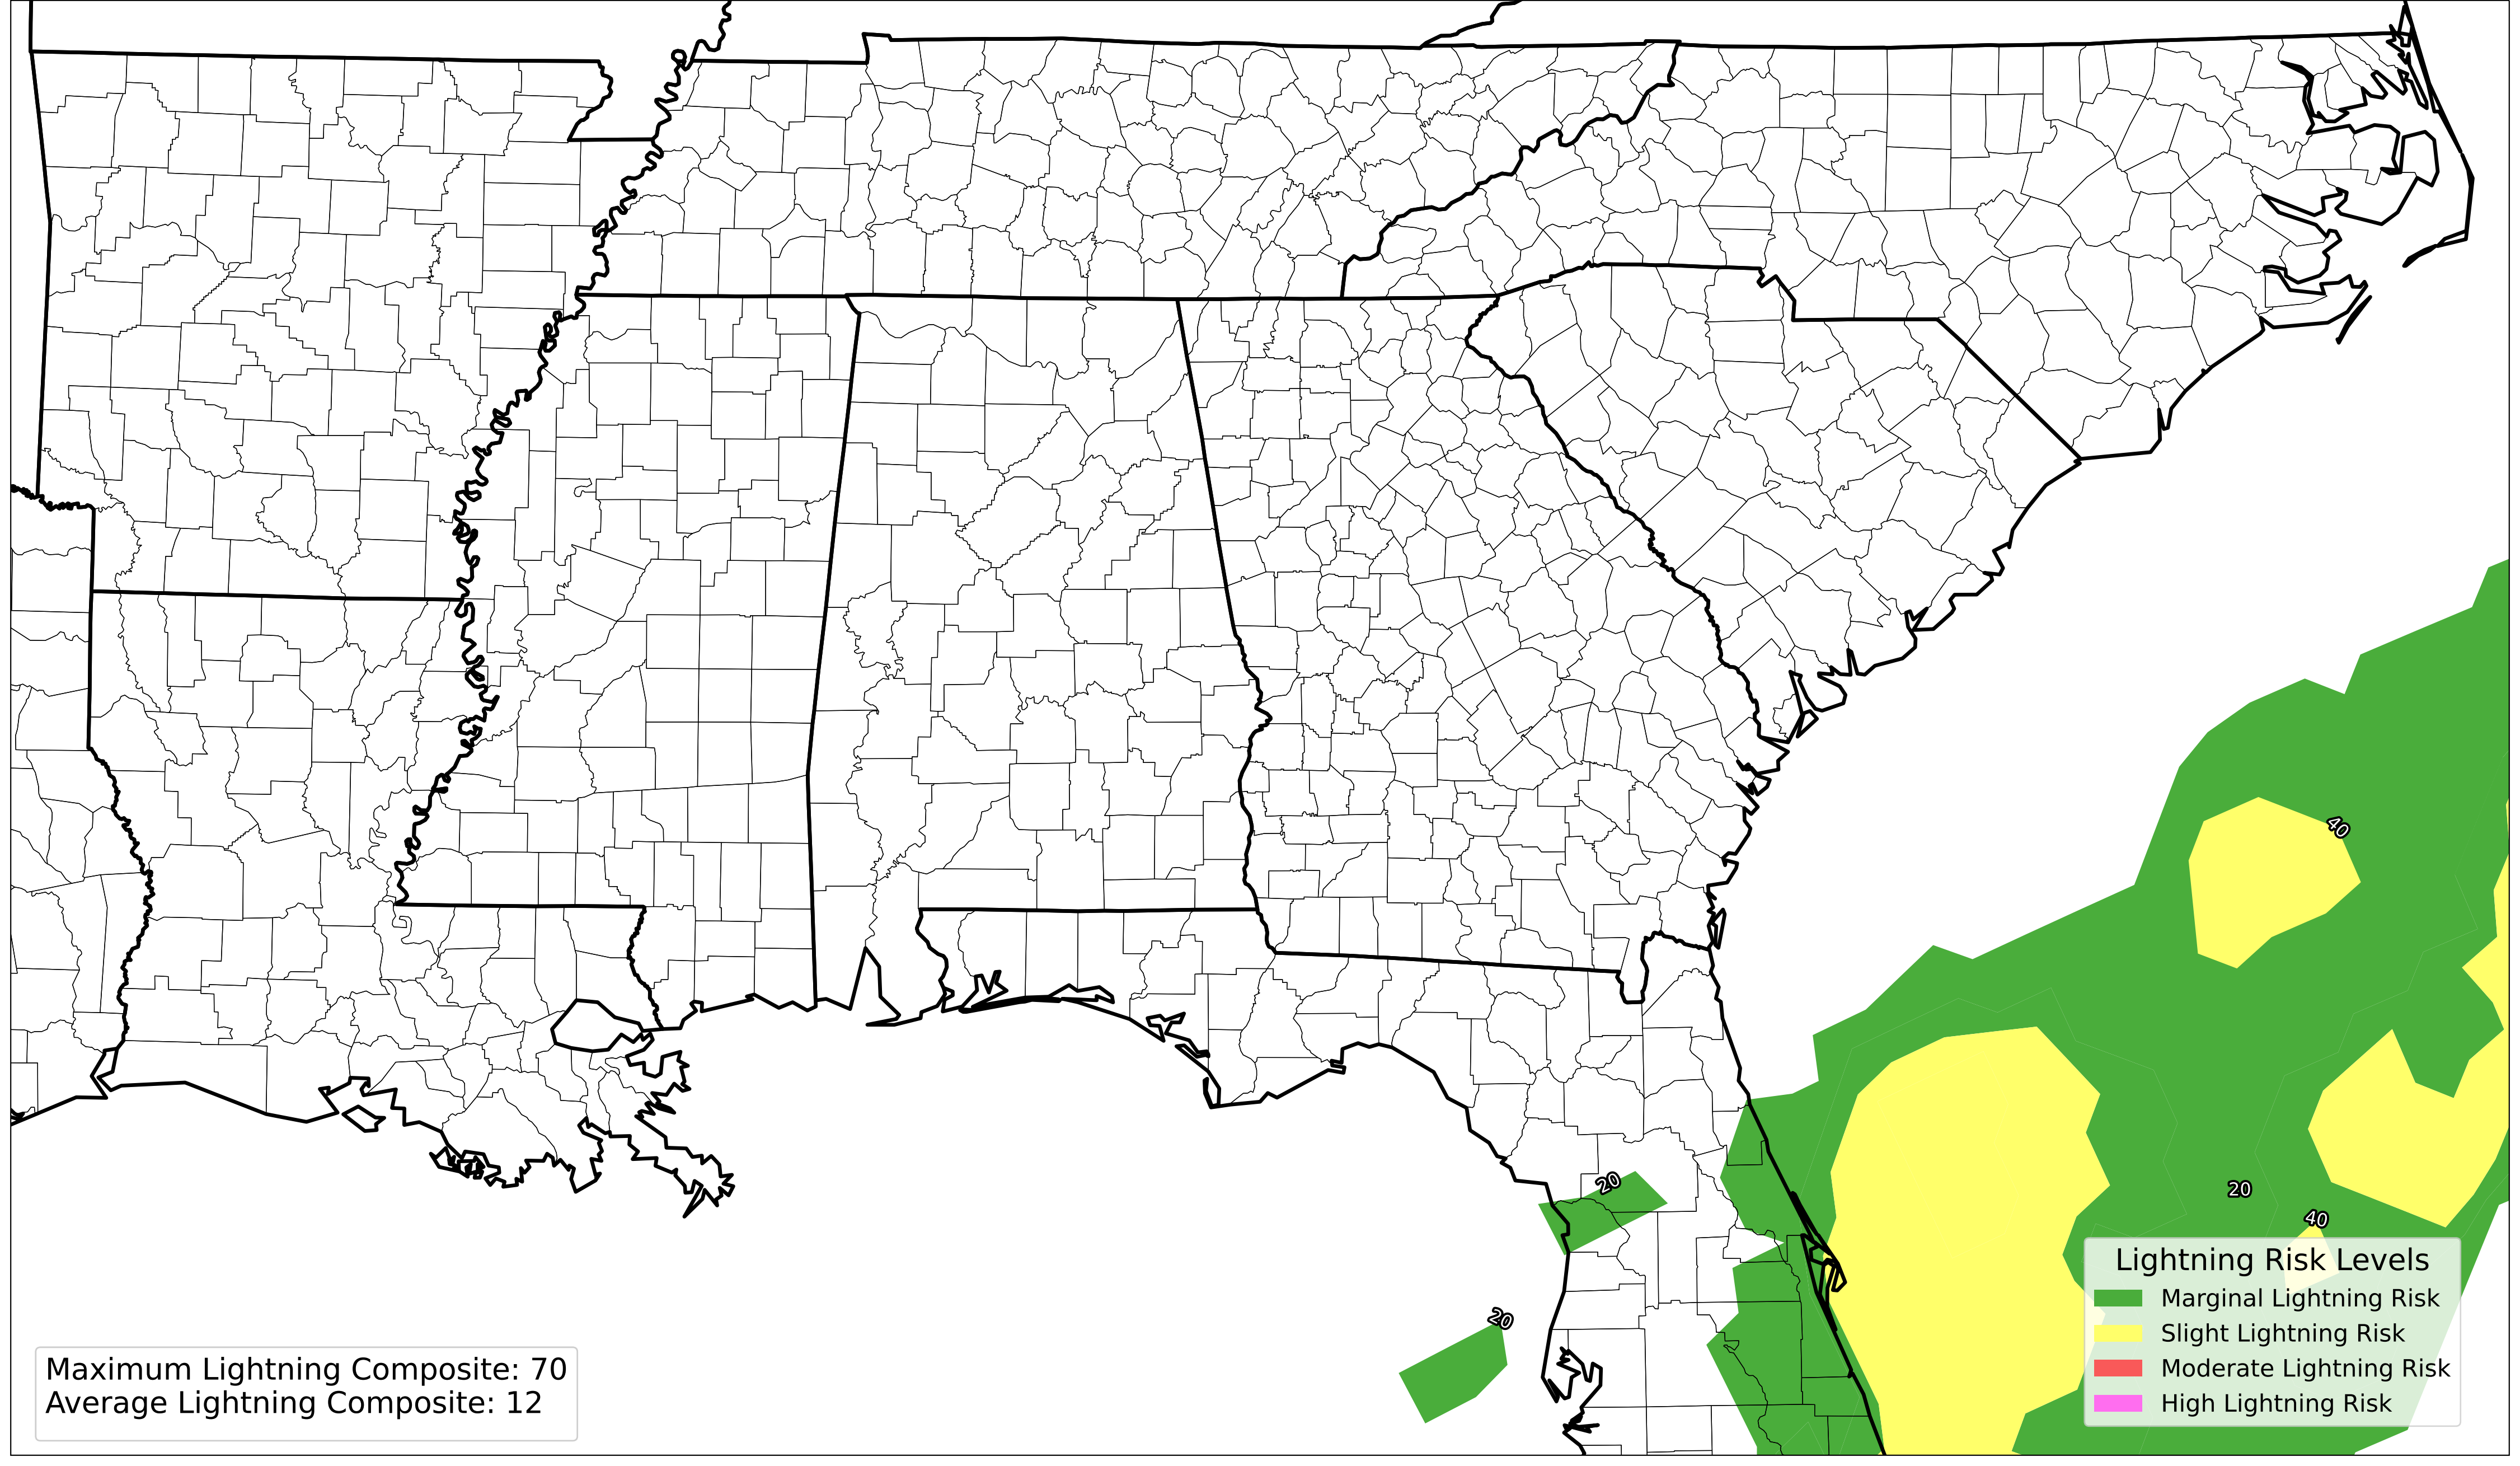 40
20
20
40
20
Lightning Risk Levels
Marginal Lightning Risk
Slight Lightning Risk
Moderate Lightning Risk
High Lightning Risk
Maximum Lightning Composite: 70
Average Lightning Composite: 12